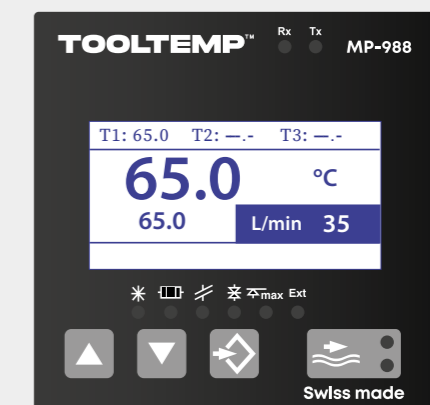 TOOLTEMP™ Rx Tx MP-988
T1: 65.0 T2: —.- T3: —.-
65.0 °C
65.0 L/min 35
max Ext
Swiss made